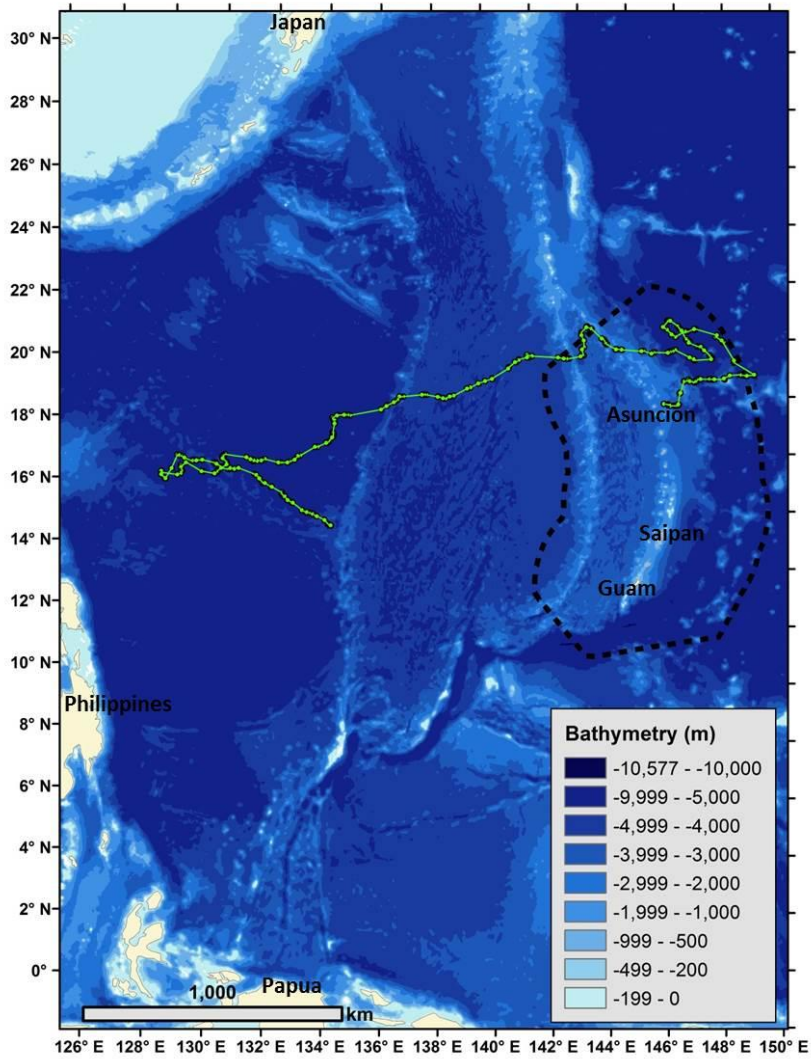 Japan
30° N
28° N
26° N
24° N
22° N
20° N
18° N
Asuncion
16° N
Saipan
14° N
Guam
12° N
10° N
Philippines
8° N
6° N
4° N
2° N
0°
Bathymetry (m)
-10,577 - -10,000
-9,999 - -5,000
-4,999 - -4,000
-3,999 - -3,000
-2,999 - -2,000
-1,999 - -1,000
-999 - -500
-499 - -200
-199 - 0
Papua
1,000
km
126° E 128° E 130° E 132° E 134° E 136° E 138° E 140° E 142° E 144° E 146° E 148° E 150° E